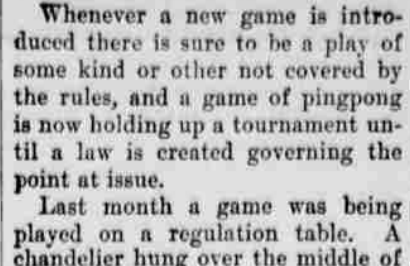 Whenever a new game is intro-
duced there is sure to be a play of
some kind or other not covered by
the rules, and a game of pingpong
is now holding up a tournament un-
til a law is created governing the
point at issue.
Last month a game was being
played on a regulation table. A
chandelier hung over the middle of